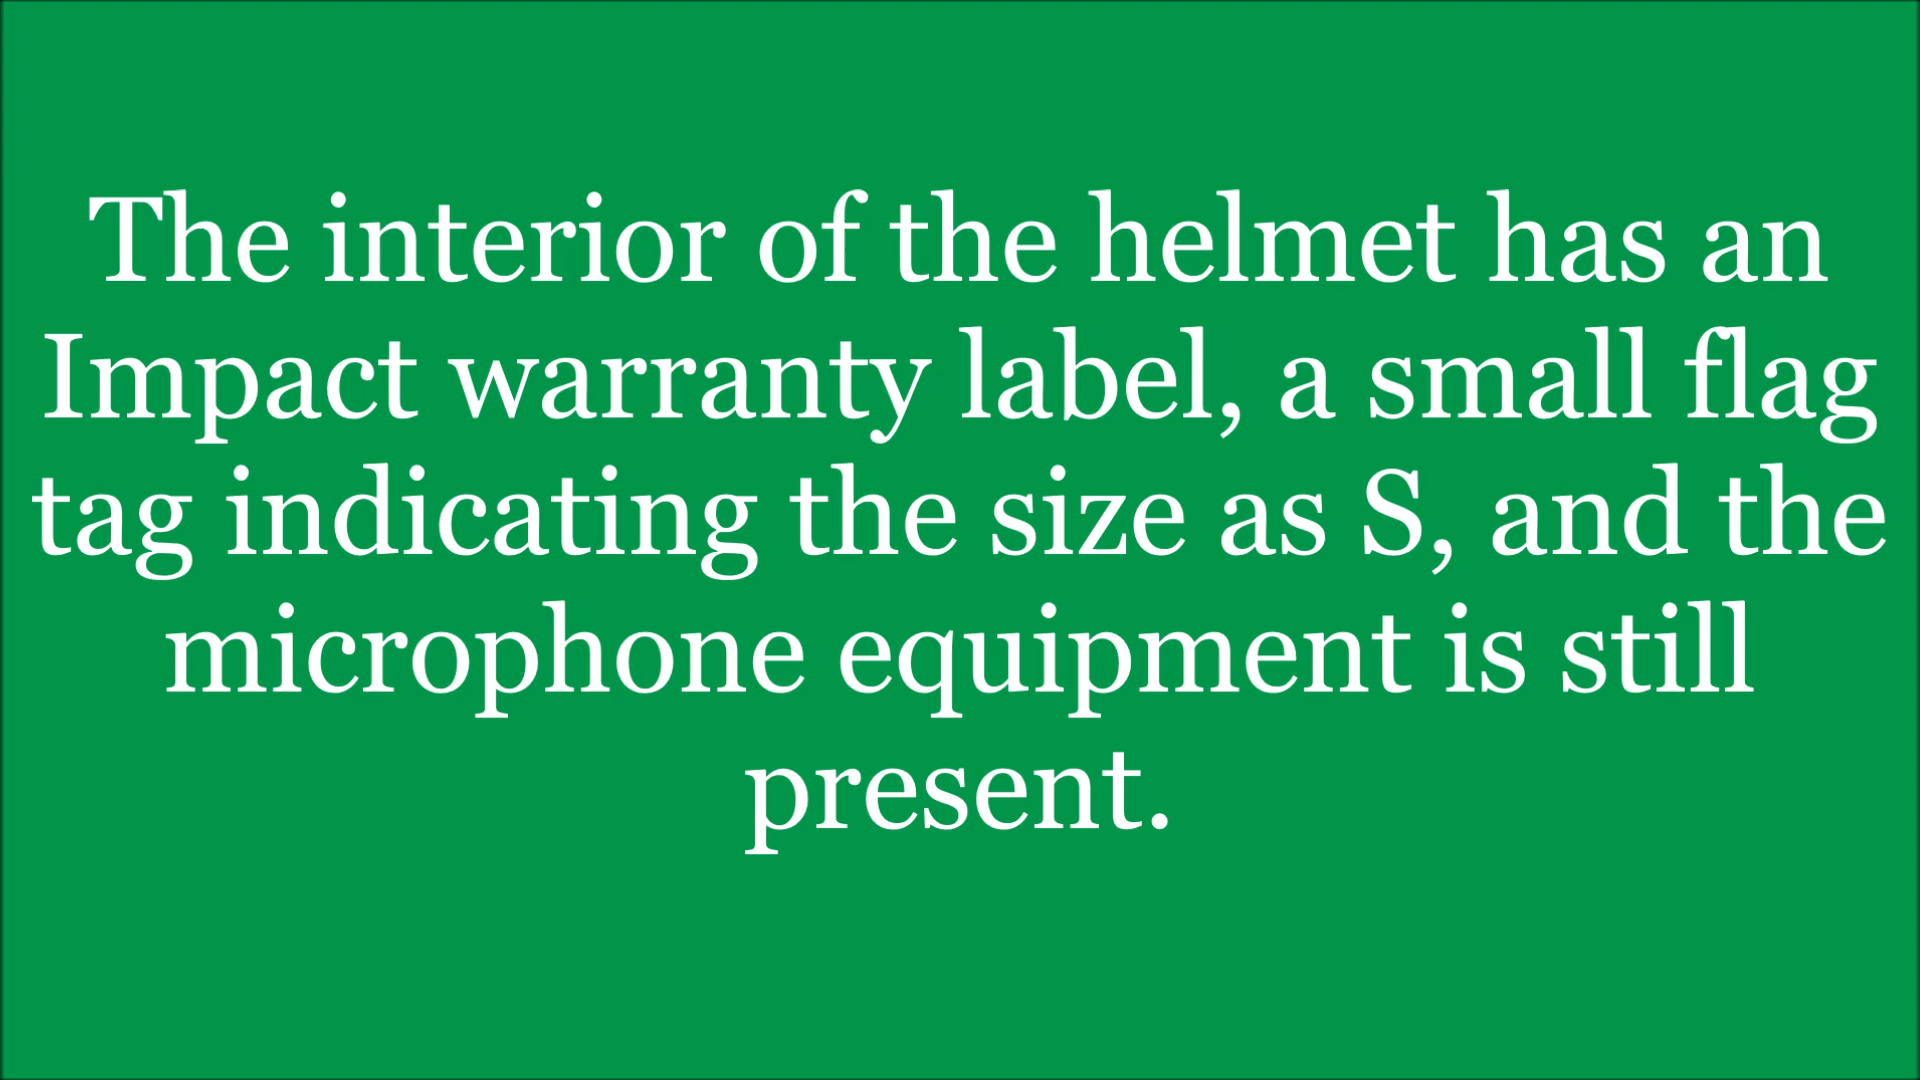 The interior of the helmet has an
Impact warranty label, a small flag
tag indicating the size as S, and the
microphone equipment is still
present.